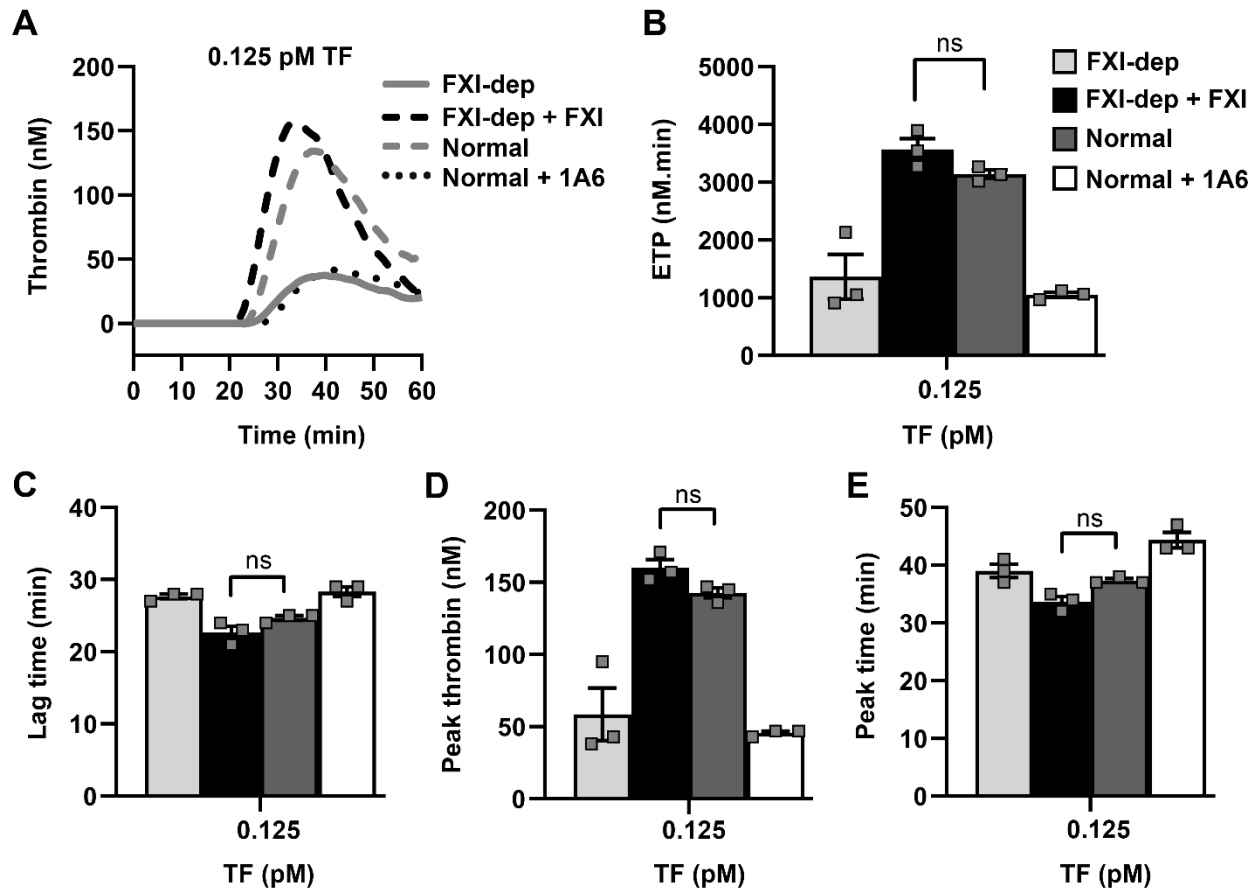 A
0.125 pM TF
Thrombin (nM)
200
150
100
50
0
0 10 20 30 40 50 60
Time (min)
FXI-dep
FXI-dep + FXI
Normal
Normal + 1A6
B
ns
ETP (nM.min)
5000
4000
3000
2000
1000
0
0.125
TF (pM)
FXI-dep
FXI-dep + FXI
Normal
Normal + 1A6
C
ns
Lag time (min)
40
30
20
10
0
0.125
TF (pM)
D
ns
Peak thrombin (nM)
200
150
100
50
0
0.125
TF (pM)
E
ns
Peak time (min)
50
40
30
20
10
0
0.125
TF (pM)